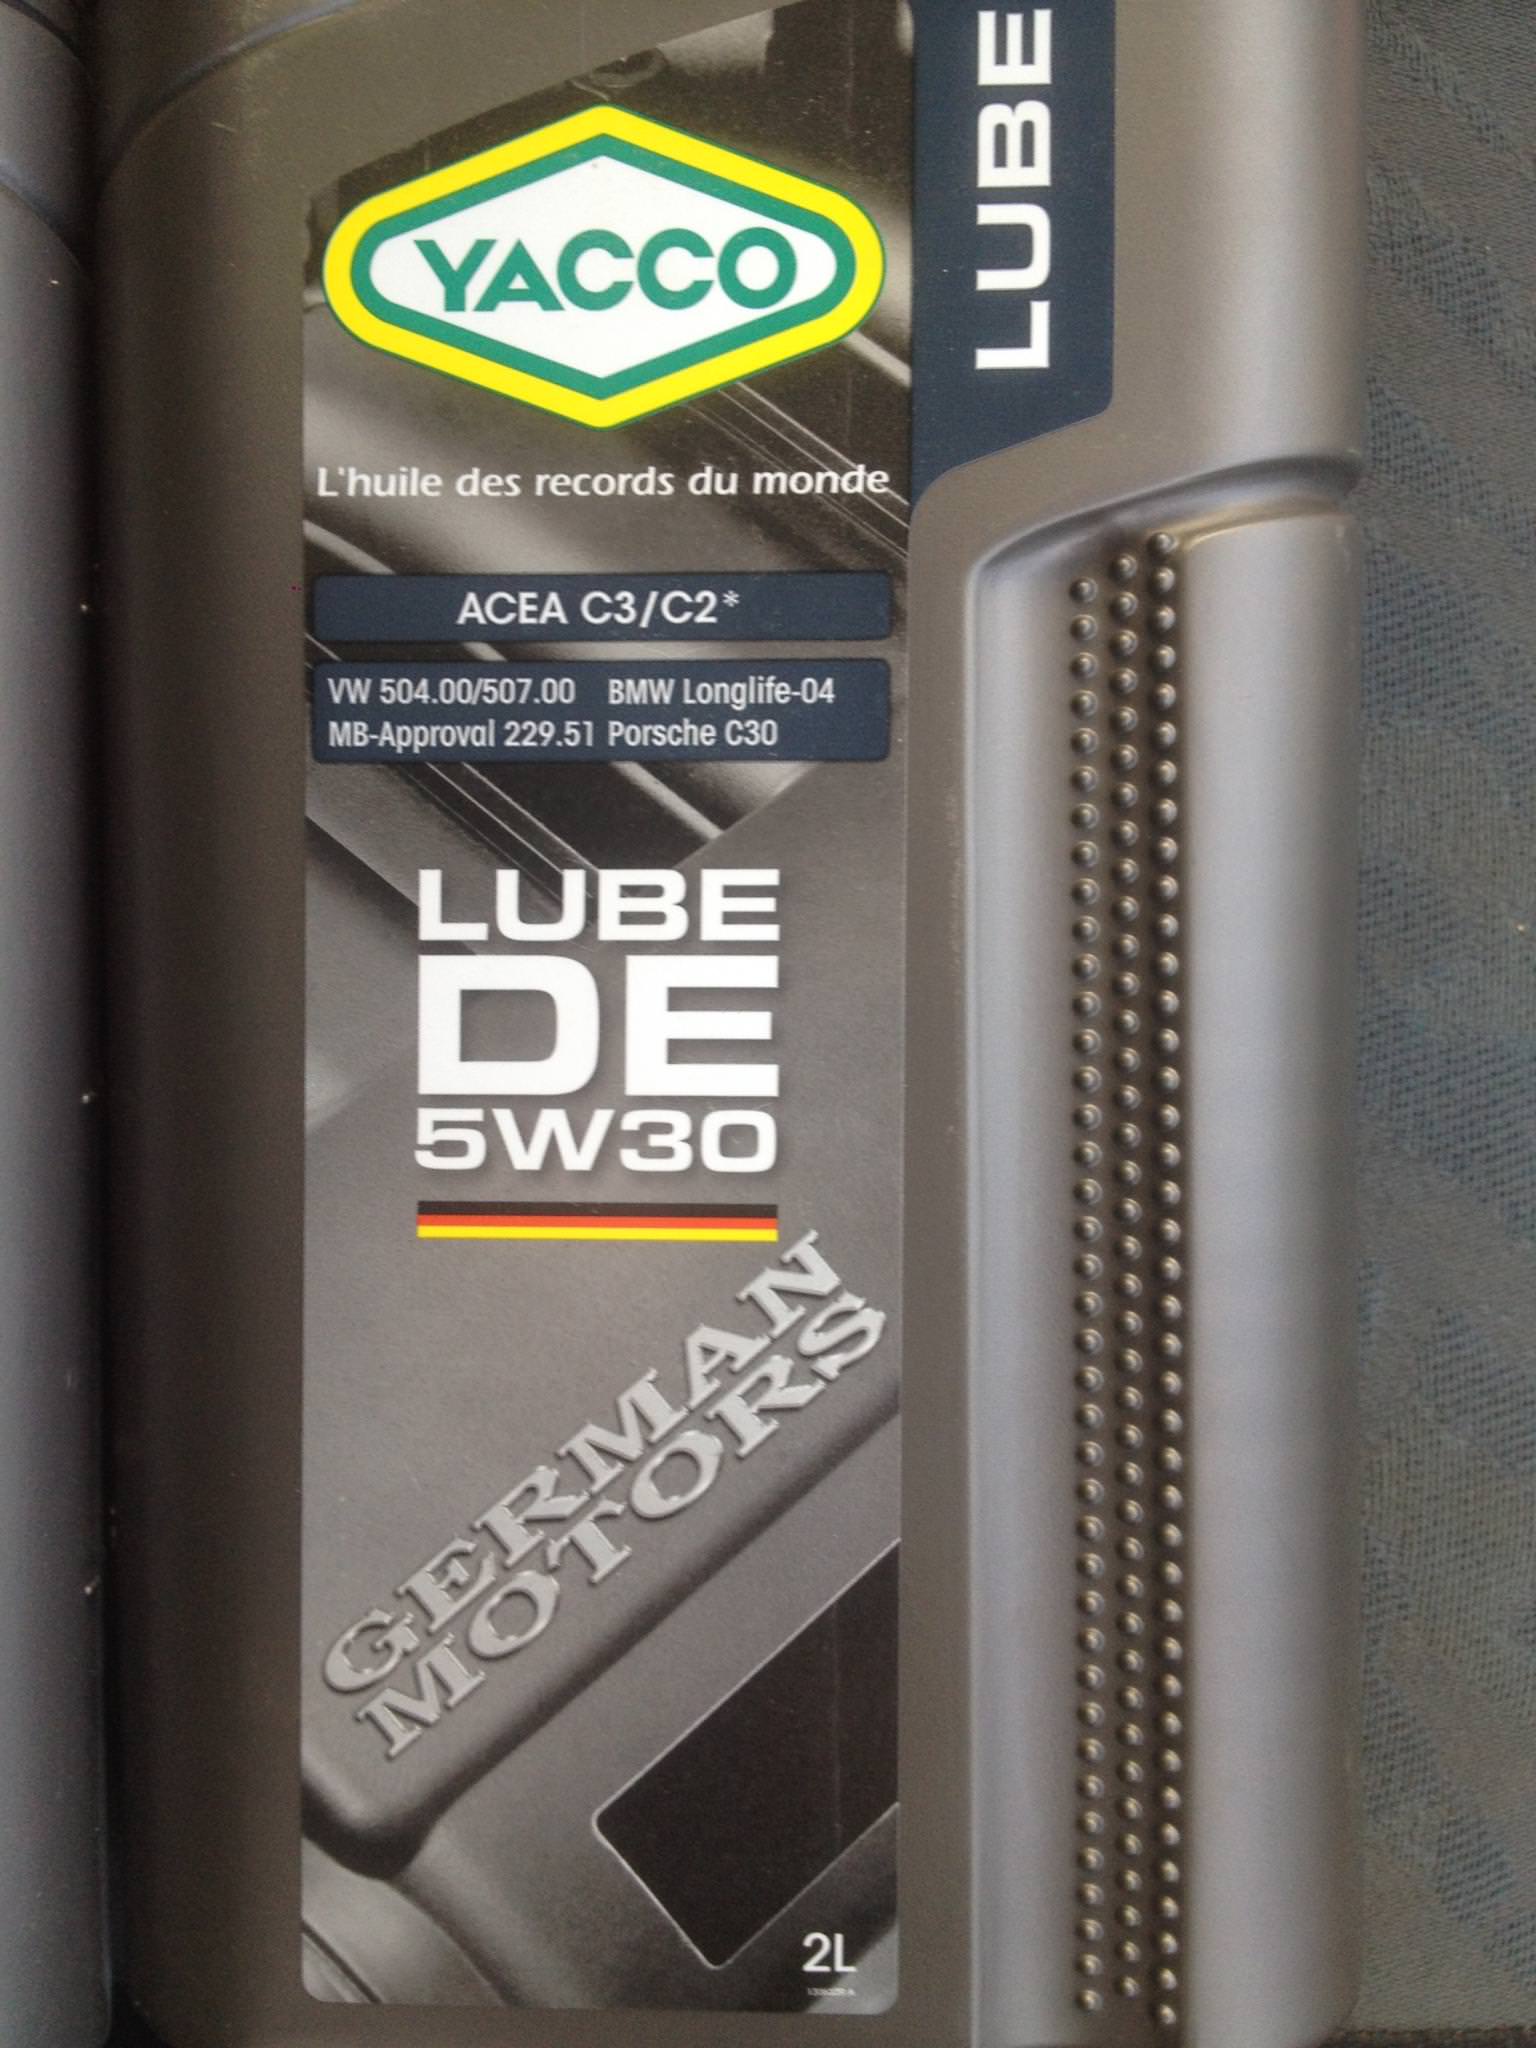 YACCO
L'huile des records du monde
ACEA C3/C2*
VW 504.00/507.00 BMW Longlife-04
MB-Approval 229.51 Porsche C30
LUBE
DE
5W30
GERMAN
MOTORS
2L
LUBE